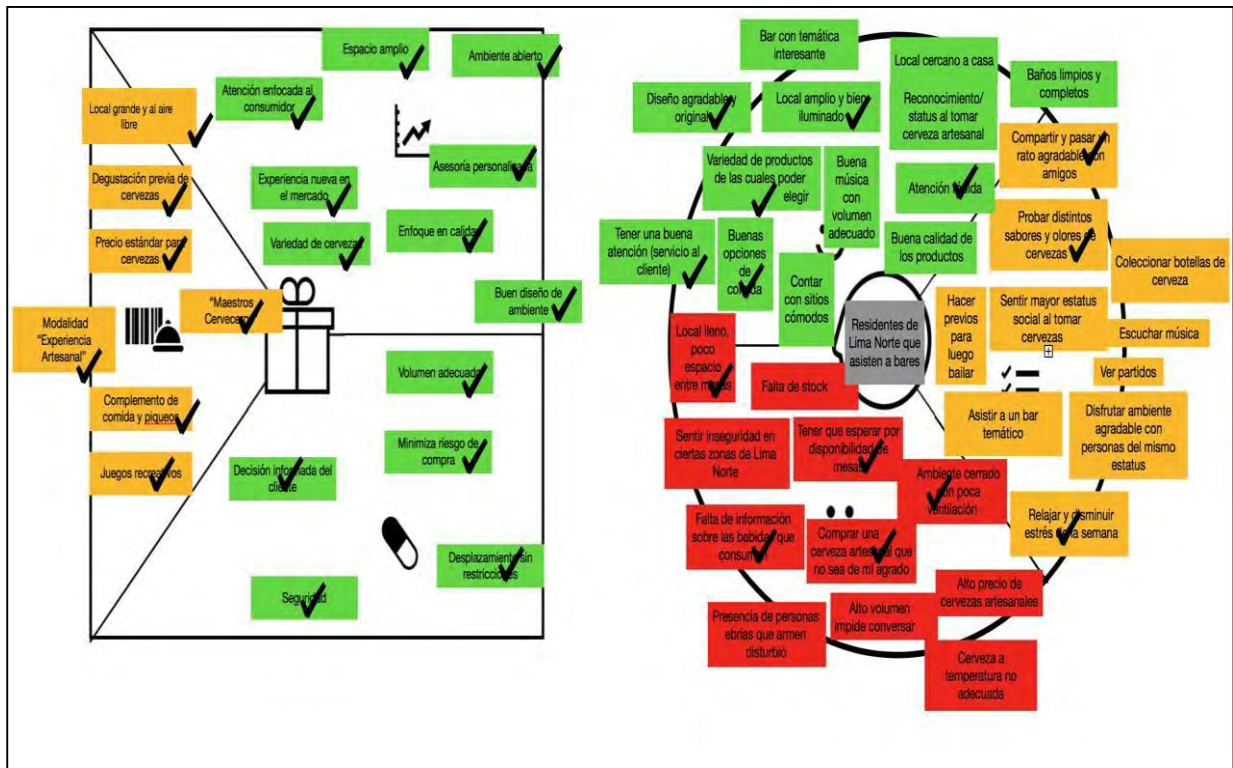 Espacio amplio
Ambiente abierto
Local grande y al aire
libre
Atención enfocada al
consumidor
Asesoría personalizada
Degustación previa de
cervezas
Experiencia nueva en
el mercado
Precio estándar para
cervezas
Variedad de cervezas
Enfoque en calidad
"Maestros
Cerveceros"
Buen diseño de
ambiente
Modalidad
"Experiencia
Artesanal"
Volumen adecuado
Complemento de
comida y piqueos
Minimiza riesgo de
compra
Juegos recreativos
Decisión informada del
cliente
Desplazamiento sin
restricciones
Seguridad
Bar con temática
interesante
Local cercano a casa
Reconocimiento/
status al tomar
cerveza artesanal
Baños limpios y
completos
Diseño agradable y
original
Local amplio y bien
iluminado
Compartir y pasar un
rato agradable con
amigos
Variedad de productos
de las cuales poder
elegir
Buena
música
con
volumen
adecuado
Atención rápida
Probar distintos
sabores y olores de
cervezas
Tener una buena
atención (servicio al
cliente)
Buenas
opciones
de
comida
Contar
con sitios
cómodos
Buena calidad de
los productos
Coleccionar botellas de
cerveza
Residentes de
Lima Norte que
asisten a bares
Hacer
previos
para
luego
bailar
Sentir mayor estatus
social al tomar
cervezas
Escuchar música
Ver partidos
Local lleno,
poco
espacio
entre mesas
Falta de stock
Asistir a un bar
temático
Disfrutar ambiente
agradable con
personas del mismo
estatus
Sentir inseguridad en
ciertas zonas de Lima
Norte
Tener que esperar por
disponibilidad de
mesas
Ambiente cerrado
con poca
ventilación
Relajar y disminuir
estrés de la semana
Falta de información
sobre las bebidas que
consumen
Comprar una
cerveza artesanal que
no sea de mi agrado
Alto precio de
cervezas artesanales
Presencia de personas
ebrias que armen
disturbio
Alto volumen
impide conversar
Cerveza a
temperatura no
adecuada